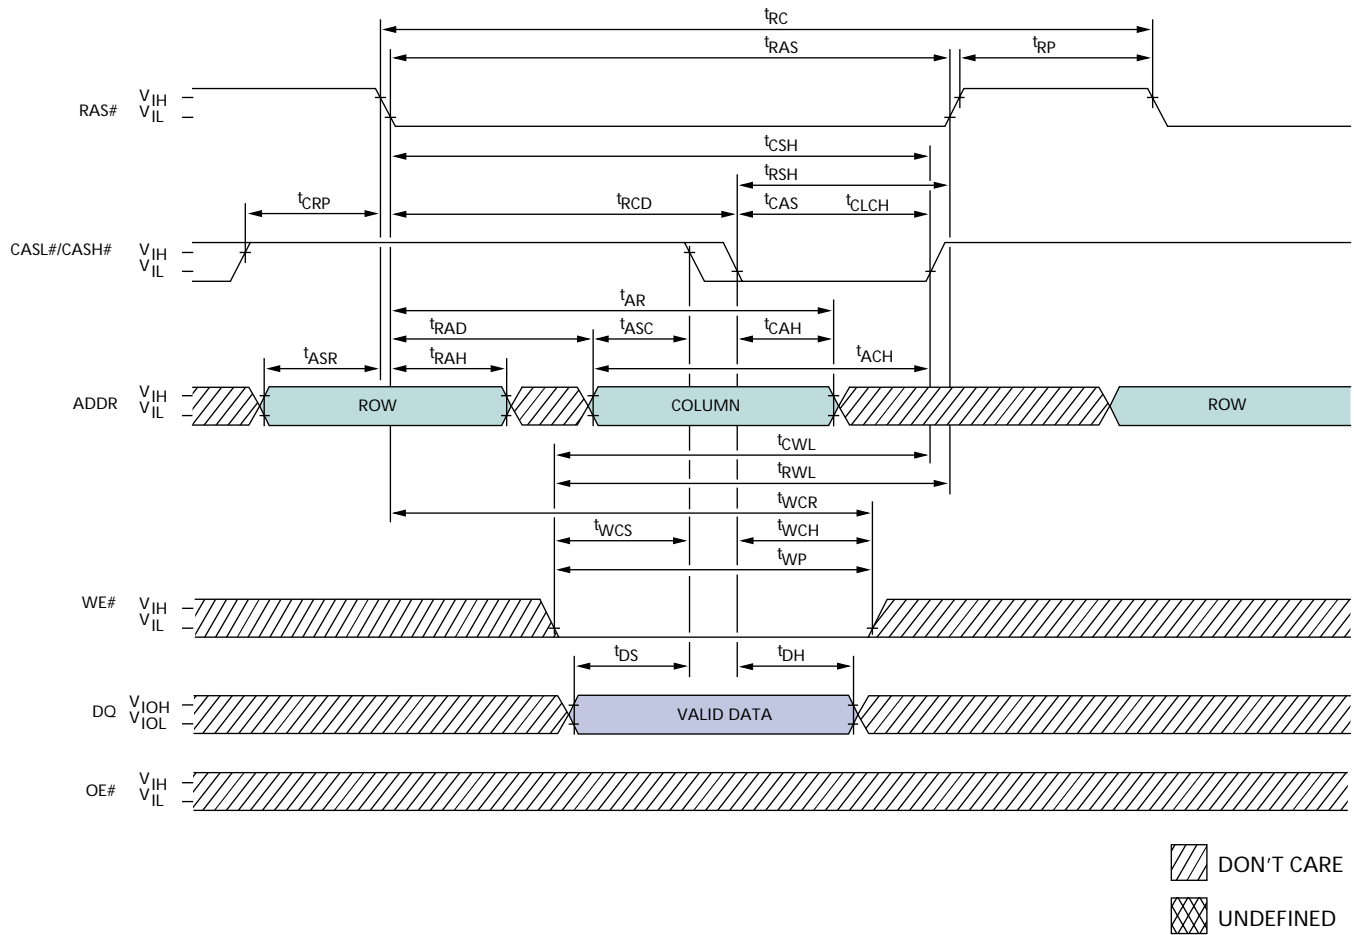 tRC
tRAS
tRP
RAS#
VIH
VIL
tCSH
tRSH
tCRP
tRCD
tCAS
tCLCH
CASL#/CASH#
VIH
VIL
tAR
tRAD
tASC
tCAH
tASR
tRAH
tACH
ADDR
VIH
VIL
ROW
COLUMN
ROW
tCWL
tRWL
tWCR
tWCS
tWCH
tWP
WE#
VIH
VIL
tDS
tDH
DQ
VIOH
VIOL
VALID DATA
OE#
VIH
VIL
DON'T CARE
UNDEFINED